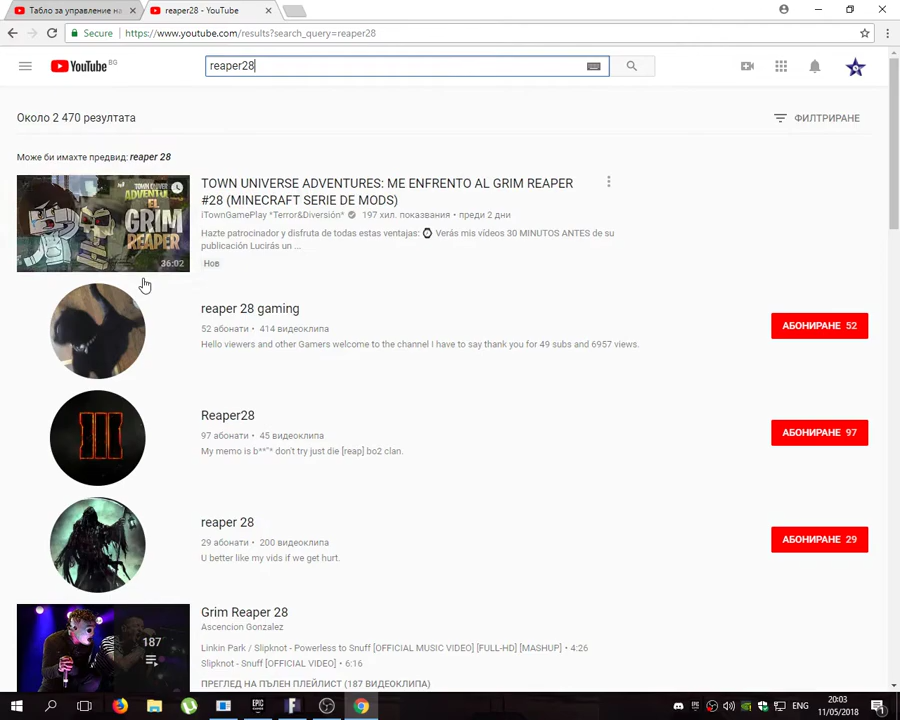 Табло за управление на
reaper28 - YouTube
Secure
https://www.youtube.com/results?search_query=reaper28
YouTube BG
reaper28
Около 2 470 резултата
ФИЛТРИРАНЕ
Може би имахте предвид: reaper 28
EL
GRIM
REAPER
36:02
TOWN UNIVERSE ADVENTURES: ME ENFRENTO AL GRIM REAPER
#28 (MINECRAFT SERIE DE MODS)
iTownGamePlay *Terror&Diversión* 197 хил. показвания • преди 2 дни
Hazte patrocinador y disfruta de todas estas ventajas: ⌚ Verás mis vídeos 30 MINUTOS ANTES de su
publicación Lucirás un ...
Нов
reaper 28 gaming
52 абонати • 414 видеоклипа
Hello viewers and other Gamers welcome to the channel I have to say thank you for 49 subs and 6957 views.
АБОНИРАНЕ 52
Reaper28
97 абонати • 45 видеоклипа
My memo is b**"* don't try just die [reap] bo2 clan.
АБОНИРАНЕ 97
reaper 28
29 абонати • 200 видеоклипа
U better like my vids if we get hurt.
АБОНИРАНЕ 29
187
Grim Reaper 28
Ascencion Gonzalez
Linkin Park / Slipknot - Powerless to Snuff [OFFICIAL MUSIC VIDEO] [FULL-HD] [MASHUP] • 4:26
Slipknot - Snuff [OFFICIAL VIDEO] • 6:16
ПРЕГЛЕД НА ПЪЛЕН ПЛЕЙЛИСТ (187 ВИДЕОКЛИПА)
EPIC
ENG
20:03
11/05/2018
1